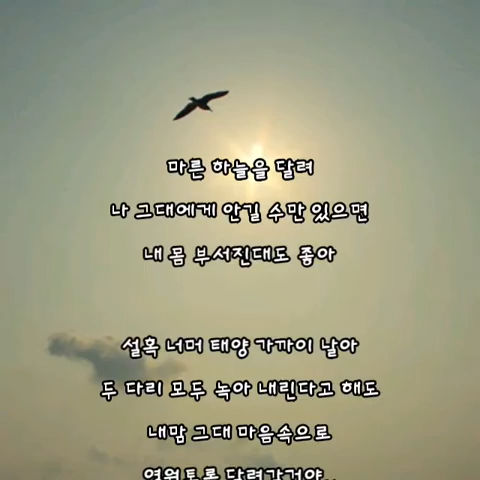 마른 하늘을 달려
나 그대에게 안길 수만 있으면
내 몸 부서진대도 좋아
설혹 너머 태양 가까이 날아
두 다리 모두 녹아 내린다고 해도
내맘 그대 마음속으로
영원토록 달려갈거야..